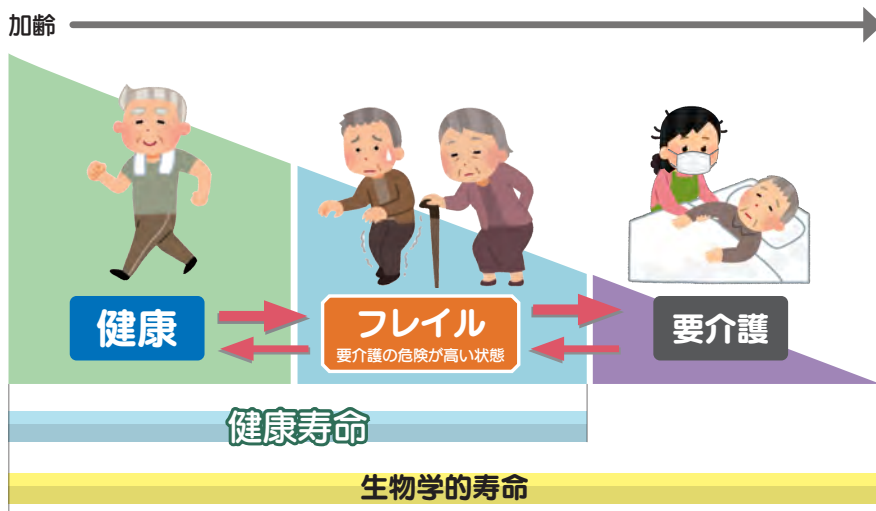 加齢
健康
フレイル
要介護の危険が高い状態
要介護
健康寿命
生物学的寿命